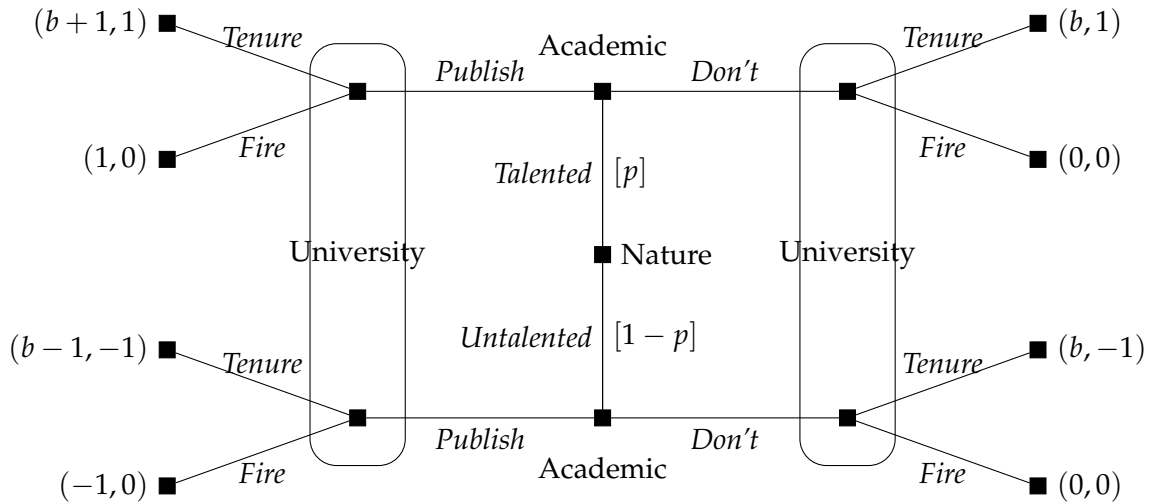 (b + 1, 1) Tenure Academic Tenure (b, 1)
Publish Don't
(1, 0) Fire Fire (0, 0)
Talented [p]
University Nature University
Untalented [1 − p]
(b − 1, −1) Tenure Tenure (b, −1)
Publish Don't
Academic
(−1, 0) Fire Fire (0, 0)